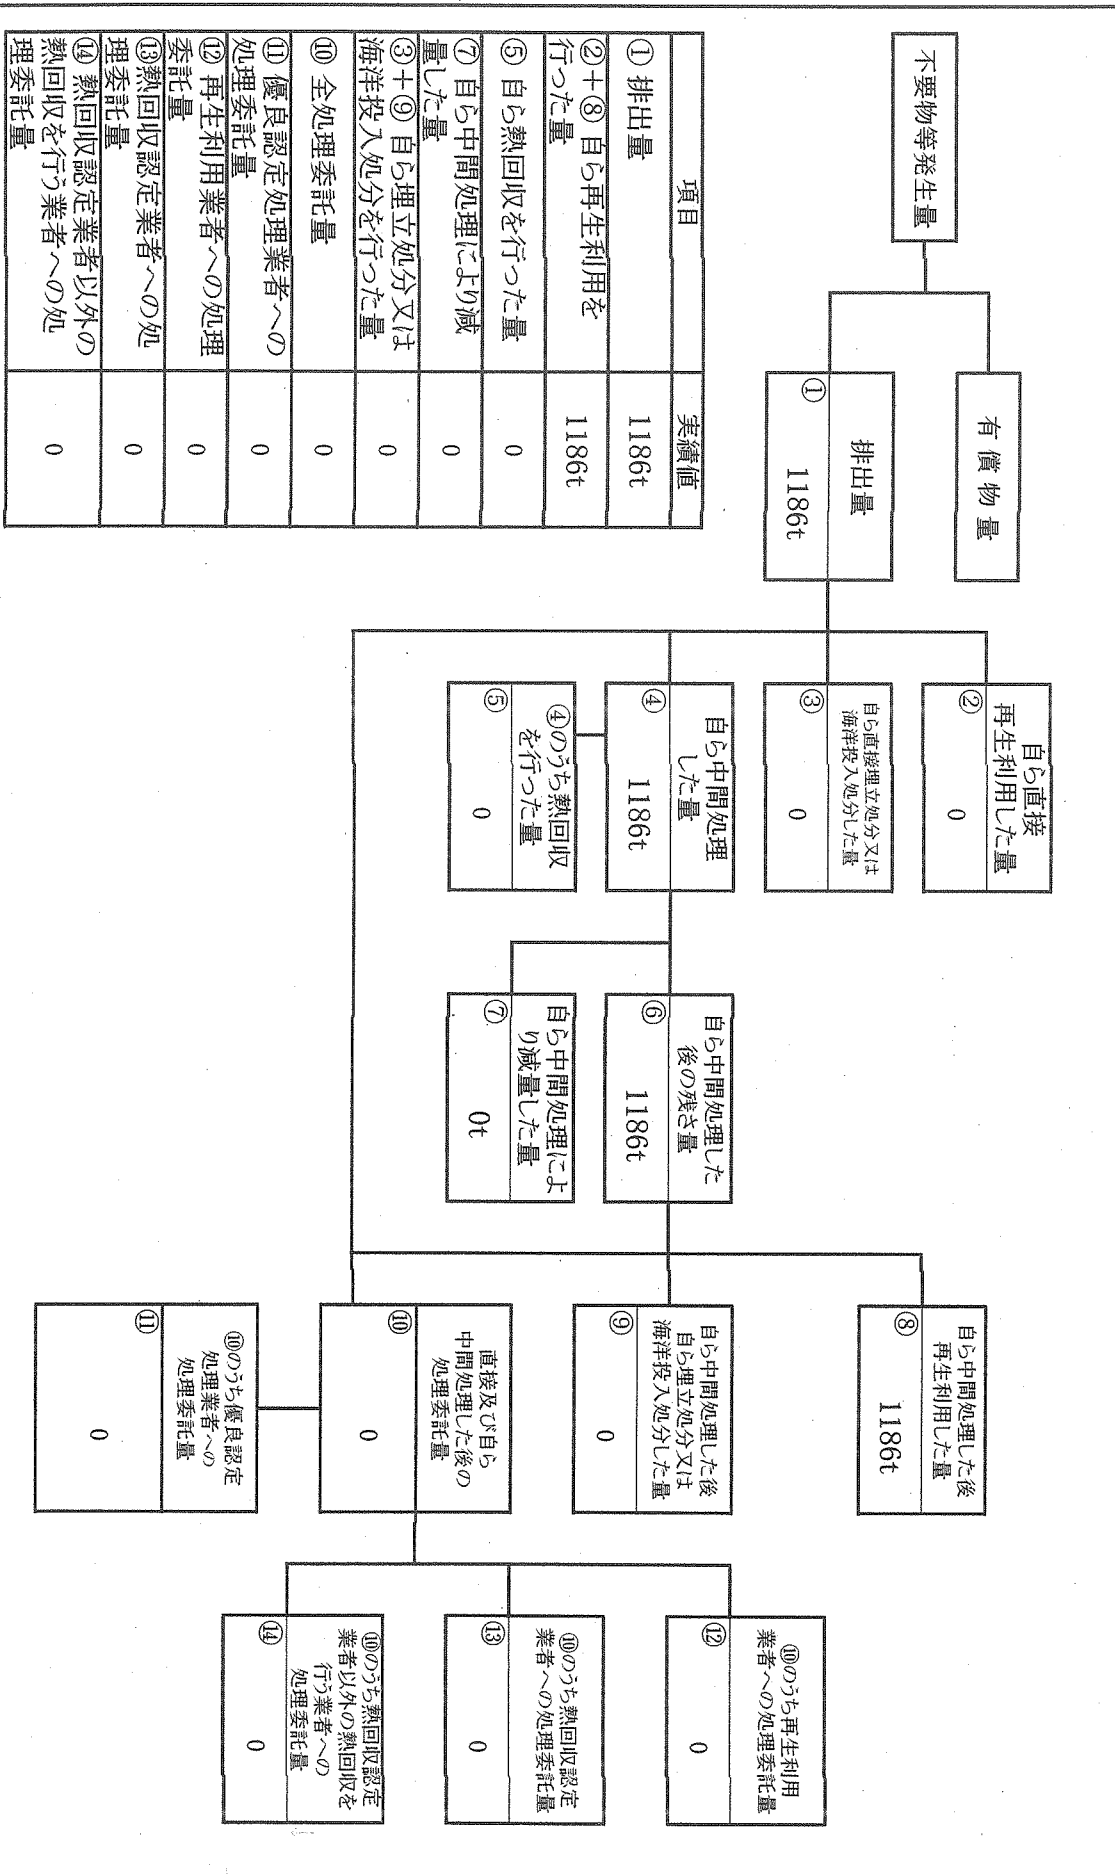 不要物等発生量
有償物量
排出量
① 1186t
自ら直接
再生利用した量
② 0
自ら直接埋立処分又は
海洋投入処分した量
③ 0
自ら中間処理
した量
④ 1186t
④のうち熱回収
を行った量
⑤ 0
自ら中間処理した
後の残さ量
⑥ 1186t
自ら中間処理によ
り減量した量
⑦ 0t
自ら中間処理した後
再生利用した量
⑧ 1186t
自ら中間処理した後
自ら埋立処分又は
海洋投入処分した量
⑨ 0
直接及び自ら
中間処理した後の
処理委託量
⑩ 0
⑩のうち優良認定
処理業者への
処理委託量
⑪ 0
⑩のうち再生利用
業者への処理委託量
⑫ 0
⑩のうち熱回収認定
業者への処理委託量
⑬ 0
⑩のうち熱回収認定
業者以外の熱回収を
行う業者への
処理委託量
⑭ 0
項目 実績値
① 排出量 1186t
②+⑧ 自ら再生利用を
行った量 1186t
⑤ 自ら熱回収を行った量 0
⑦ 自ら中間処理により減
量した量 0
③+⑨ 自ら埋立処分又は
海洋投入処分を行った量 0
⑩ 全処理委託量 0
⑪ 優良認定処理業者への
処理委託量 0
⑫ 再生利用業者への処理
委託量 0
⑬熱回収認定業者への処
理委託量 0
⑭ 熱回収認定業者以外の
熱回収を行う業者への処
理委託量 0